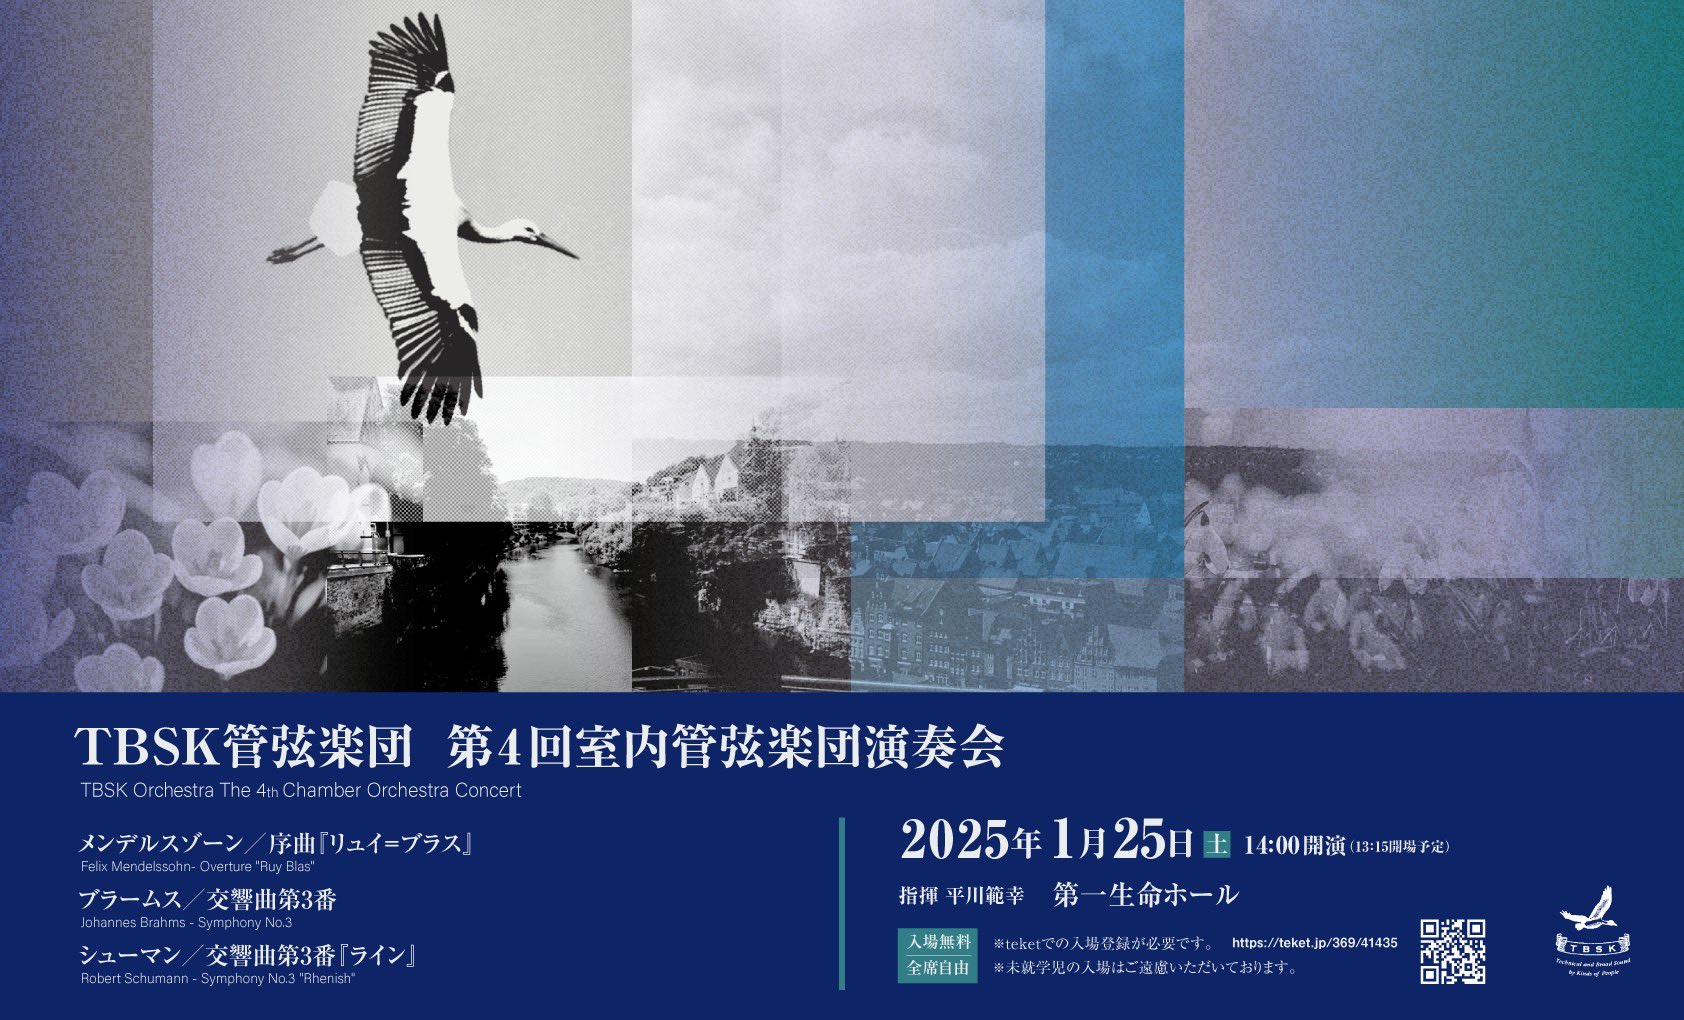 TBSK管弦楽団 第4回室内管弦楽団演奏会
TBSK Orchestra The 4th Chamber Orchestra Concert
メンデルスゾーン／序曲『リュイ=ブラス』
Felix Mendelssohn- Overture "Ruy Blas"
ブラームス／交響曲第3番
Johannes Brahms - Symphony No.3
シューマン／交響曲第3番『ライン』
Robert Schumann - Symphony No.3 "Rhenish"
2025年1月25日 土 14:00開演（13:15開場予定）
指揮 平川範幸 第一生命ホール
入場無料
全席自由
※teketでの入場登録が必要です。 https://teket.jp/369/41435
※未就学児の入場はご遠慮いただいております。
TBSK
Technical and Broad Sound
by Kinds of People